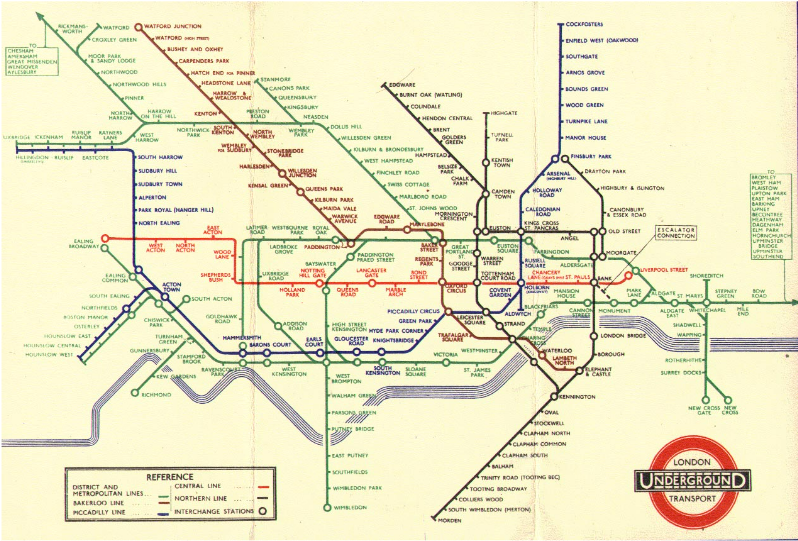 RICKMANS-
WORTH
WATFORD
CROXLEY GREEN
WATFORD JUNCTION
WATFORD (HIGH STREET)
BUSHEY AND OXHEY
CARPENDERS PARK
HATCH END FOR PINNER
HEADSTONE LANE
HARROW &
WEALDSTONE
KENTON
TO
CHESHAM
AMERSHAM
GREAT MISSENDEN
WENDOVER
AYLESBURY
MOOR PARK
& SANDY LODGE
NORTHWOOD
NORTHWOOD HILLS
PINNER
NORTH
HARROW
HARROW
ON THE HILL
STANMORE
CANONS PARK
QUEENSBURY
KINGSBURY
PRESTON
ROAD
NEASDEN
NORTHWICK
PARK
SOUTH
KENTON
NORTH
WEMBLEY
WEMBLEY
PARK
WEMBLEY
FOR SUDBURY
STONEBRIDGE
PARK
HARLESDEN
WILLESDEN
JUNCTION
KENSAL GREEN
QUEENS PARK
KILBURN PARK
MAIDA VALE
WARWICK
AVENUE
DOLLIS HILL
WILLESDEN GREEN
KILBURN & BRONDESBURY
WEST HAMPSTEAD
FINCHLEY ROAD
SWISS COTTAGE
MARLBORO ROAD
ST. JOHNS WOOD
EDGWARE
BURNT OAK (WATLING)
COLINDALE
HENDON CENTRAL
BRENT
GOLDERS
GREEN
HAMPSTEAD
BELSIZE
PARK
CHALK
FARM
HIGHGATE
TUFNELL
PARK
KENTISH
TOWN
CAMDEN
TOWN
MORNINGTON
CRESCENT
COCKFOSTERS
ENFIELD WEST (OAKWOOD)
SOUTHGATE
ARNOS GROVE
BOUNDS GREEN
WOOD GREEN
TURNPIKE LANE
MANOR HOUSE
FINSBURY PARK
ARSENAL
(HIGHBURY HILL)
HOLLOWAY
ROAD
CALEDONIAN
ROAD
DRAYTON PARK
HIGHBURY & ISLINGTON
CANONBURY
& ESSEX ROAD
TO
BROMLEY
WEST HAM
PLAISTOW
UPTON PARK
EAST HAM
BARKING
UPNEY
BECONTREE
HEATHWAY
DAGENHAM
ELM PARK
HORNCHURCH
UPMINSTER
BRIDGE
UPMINSTER
SOUTHEND
UXBRIDGE
ICKENHAM
RUISLIP
MANOR
RAYNERS
LANE
WEST
HARROW
HILLINGDON
RUISLIP
EASTCOTE
SOUTH HARROW
SUDBURY HILL
SUDBURY TOWN
ALPERTON
PARK ROYAL (HANGER HILL)
NORTH EALING
EALING
BROADWAY
WEST
ACTON
NORTH
ACTON
EAST
ACTON
WOOD
LANE
SHEPHERDS
BUSH
LATIMER
ROAD
WESTBOURNE
PARK
ROYAL
OAK
LADBROKE
GROVE
PADDINGTON
EDGWARE
ROAD
MARYLEBONE
PADDINGTON
PRAED STREET
BAYSWATER
UXBRIDGE
ROAD
HOLLAND
PARK
NOTTING
HILL GATE
QUEENS
ROAD
LANCASTER
GATE
MARBLE
ARCH
BOND
STREET
BAKER
STREET
REGENTS
PARK
OXFORD
CIRCUS
GREAT
PORTLAND
ST.
GOODGE
STREET
WARREN
STREET
EUSTON
EUSTON
SQUARE
KINGS CROSS
ST. PANCRAS
ANGEL
OLD STREET
RUSSELL
SQUARE
FARRINGDON
ALDERSGATE
MOORGATE
ESCALATOR
CONNECTION
TOTTENHAM
COURT ROAD
HOLBORN
(KINGSWAY)
CHANCERY
LANE
ST. PAULS
BANK
LIVERPOOL STREET
SHOREDITCH
ALDGATE
ST. MARYS
ALDGATE
EAST
WHITECHAPEL
STEPNEY
GREEN
MILE
END
BOW
ROAD
SHADWELL
WAPPING
ROTHERHITHE
SURREY DOCKS
NEW CROSS
GATE
NEW
CROSS
EALING
COMMON
ACTON
TOWN
SOUTH ACTON
SOUTH EALING
NORTHFIELDS
BOSTON MANOR
OSTERLEY
HOUNSLOW EAST
HOUNSLOW CENTRAL
HOUNSLOW WEST
CHISWICK
PARK
TURNHAM
GREEN
GUNNERSBURY
STAMFORD
BROOK
KEW GARDENS
RICHMOND
RAVENSCOURT
PARK
GOLDHAWK
ROAD
HAMMERSMITH
BARONS COURT
WEST
KENSINGTON
ADDISON
ROAD
EARLS
COURT
HIGH STREET
KENSINGTON
GLOUCESTER
ROAD
SOUTH
KENSINGTON
KNIGHTSBRIDGE
HYDE PARK CORNER
GREEN PARK
PICCADILLY CIRCUS
SLOANE
SQUARE
VICTORIA
ST. JAMES
PARK
WESTMINSTER
TRAFALGAR
SQUARE
LEICESTER
SQUARE
COVENT
GARDEN
ALDWYCH
STRAND
CHARING
CROSS
TEMPLE
BLACKFRIARS
MANSION
HOUSE
CANNON
STREET
MONUMENT
MARK
LANE
WATERLOO
LAMBETH
NORTH
LONDON BRIDGE
BOROUGH
ELEPHANT
& CASTLE
KENNINGTON
OVAL
STOCKWELL
CLAPHAM NORTH
CLAPHAM COMMON
CLAPHAM SOUTH
BALHAM
TRINITY ROAD (TOOTING BEC)
TOOTING BROADWAY
COLLIERS WOOD
SOUTH WIMBLEDON (MERTON)
MORDEN
WEST
BROMPTON
WALHAM GREEN
PARSONS GREEN
PUTNEY BRIDGE
EAST PUTNEY
SOUTHFIELDS
WIMBLEDON PARK
WIMBLEDON
REFERENCE
DISTRICT AND
METROPOLITAN LINES
BAKERLOO LINE
PICCADILLY LINE
CENTRAL LINE
NORTHERN LINE
INTERCHANGE STATIONS
LONDON
UNDERGROUND
TRANSPORT